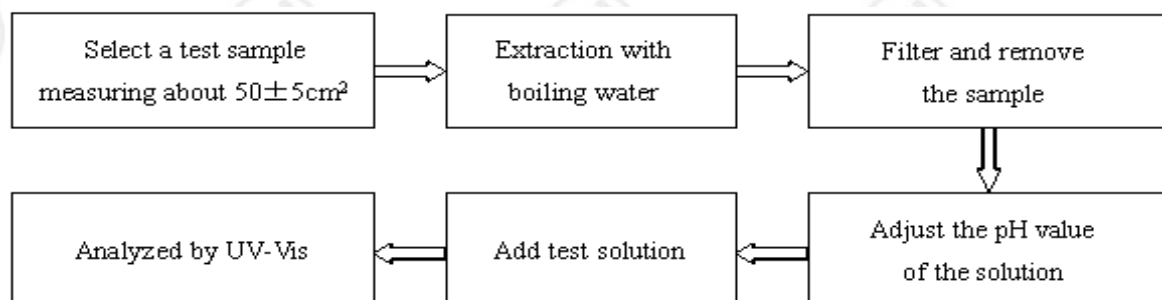 Select a test sample
measuring about 50±5cm²
Extraction with
boiling water
Filter and remove
the sample
Adjust the pH value
of the solution
Add test solution
Analyzed by UV-Vis